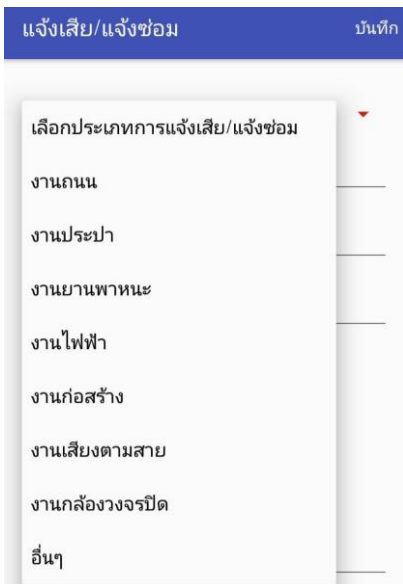 แจ้งเสีย/แจ้งซ่อม บันทึก
เลือกประเภทการแจ้งเสีย/แจ้งซ่อม
งานถนน
งานประปา
งานยานพาหนะ
งานไฟฟ้า
งานก่อสร้าง
งานเสียงตามสาย
งานกล้องวงจรปิด
อื่นๆ